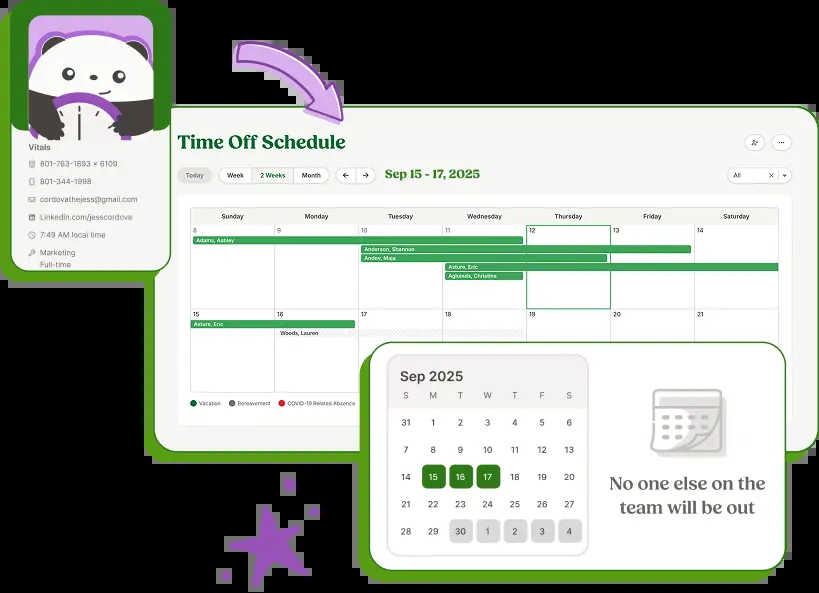 Vitals
801-763-1893 × 6109
801-344-1998
cordovathejess@gmail.com
Linkedin.com/jesscordova
7:49 AM local time
Marketing
Full-time
Time Off Schedule
Today
Week
2 Weeks
Month
Sep 15 - 17, 2025
All
Sunday Monday Tuesday Wednesday Thursday Friday Saturday
8 9 10 11 12 13 14
Adams, Ashley
Anderson, Shannon
Andev, Maja
Asture, Eric
Agluinda, Christine
15 16 17 18 19 20 21
Asture, Eric
Woods, Lauren
Vacation
Bereavement
COVID-19 Related Absence
Sep 2025
S M T W T F S
31 1 2 3 4 5 6
7 8 9 10 11 12 13
14 15 16 17 18 19 20
21 22 23 24 25 26 27
28 29 30 1 2 3 4
No one else on the
team will be out